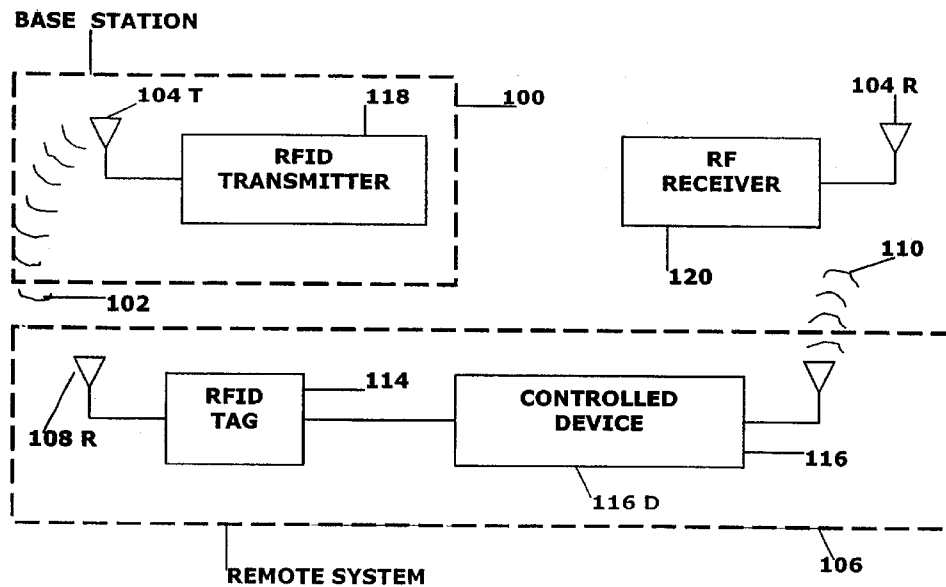 BASE STATION
104 T
118
100
104 R
RFID
TRANSMITTER
RF
RECEIVER
120
110
102
114
RFID
TAG
CONTROLLED
DEVICE
108 R
116
116 D
106
REMOTE SYSTEM